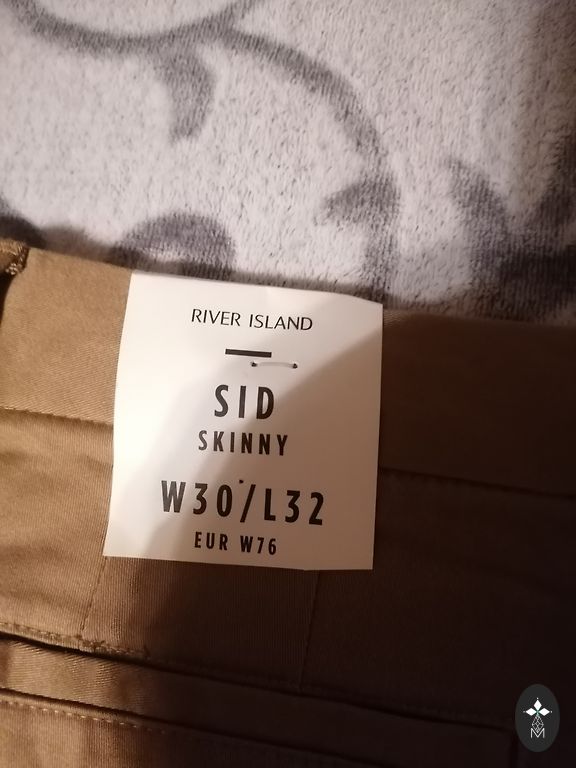 RIVER ISLAND
SID
SKINNY
W30/L32
EUR W76
M